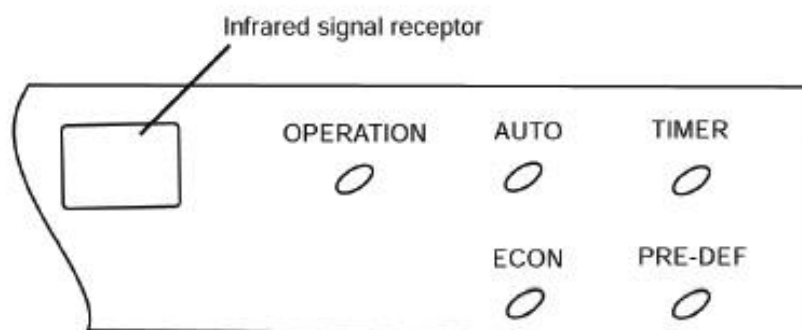 Infrared signal receptor
OPERATION AUTO TIMER
ECON PRE-DEF